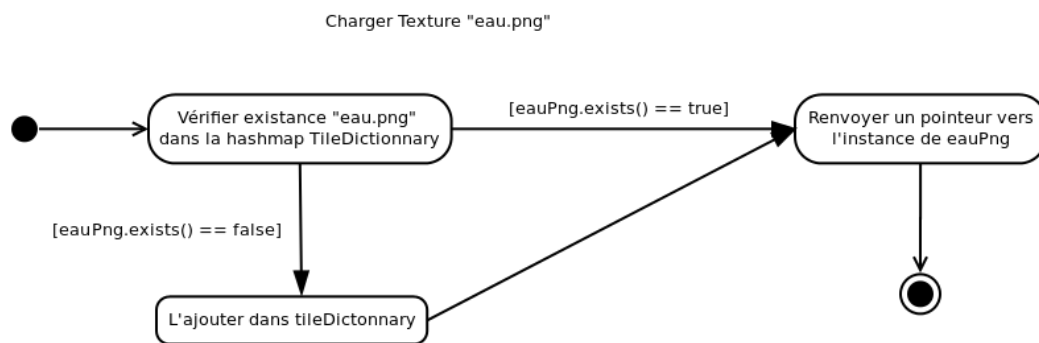 Charger Texture "eau.png"
Vérifier existance "eau.png"
dans la hashmap TileDictionnary
[eauPng.exists() == true]
Renvoyer un pointeur vers
l'instance de eauPng
[eauPng.exists() == false]
L'ajouter dans tileDictonnary